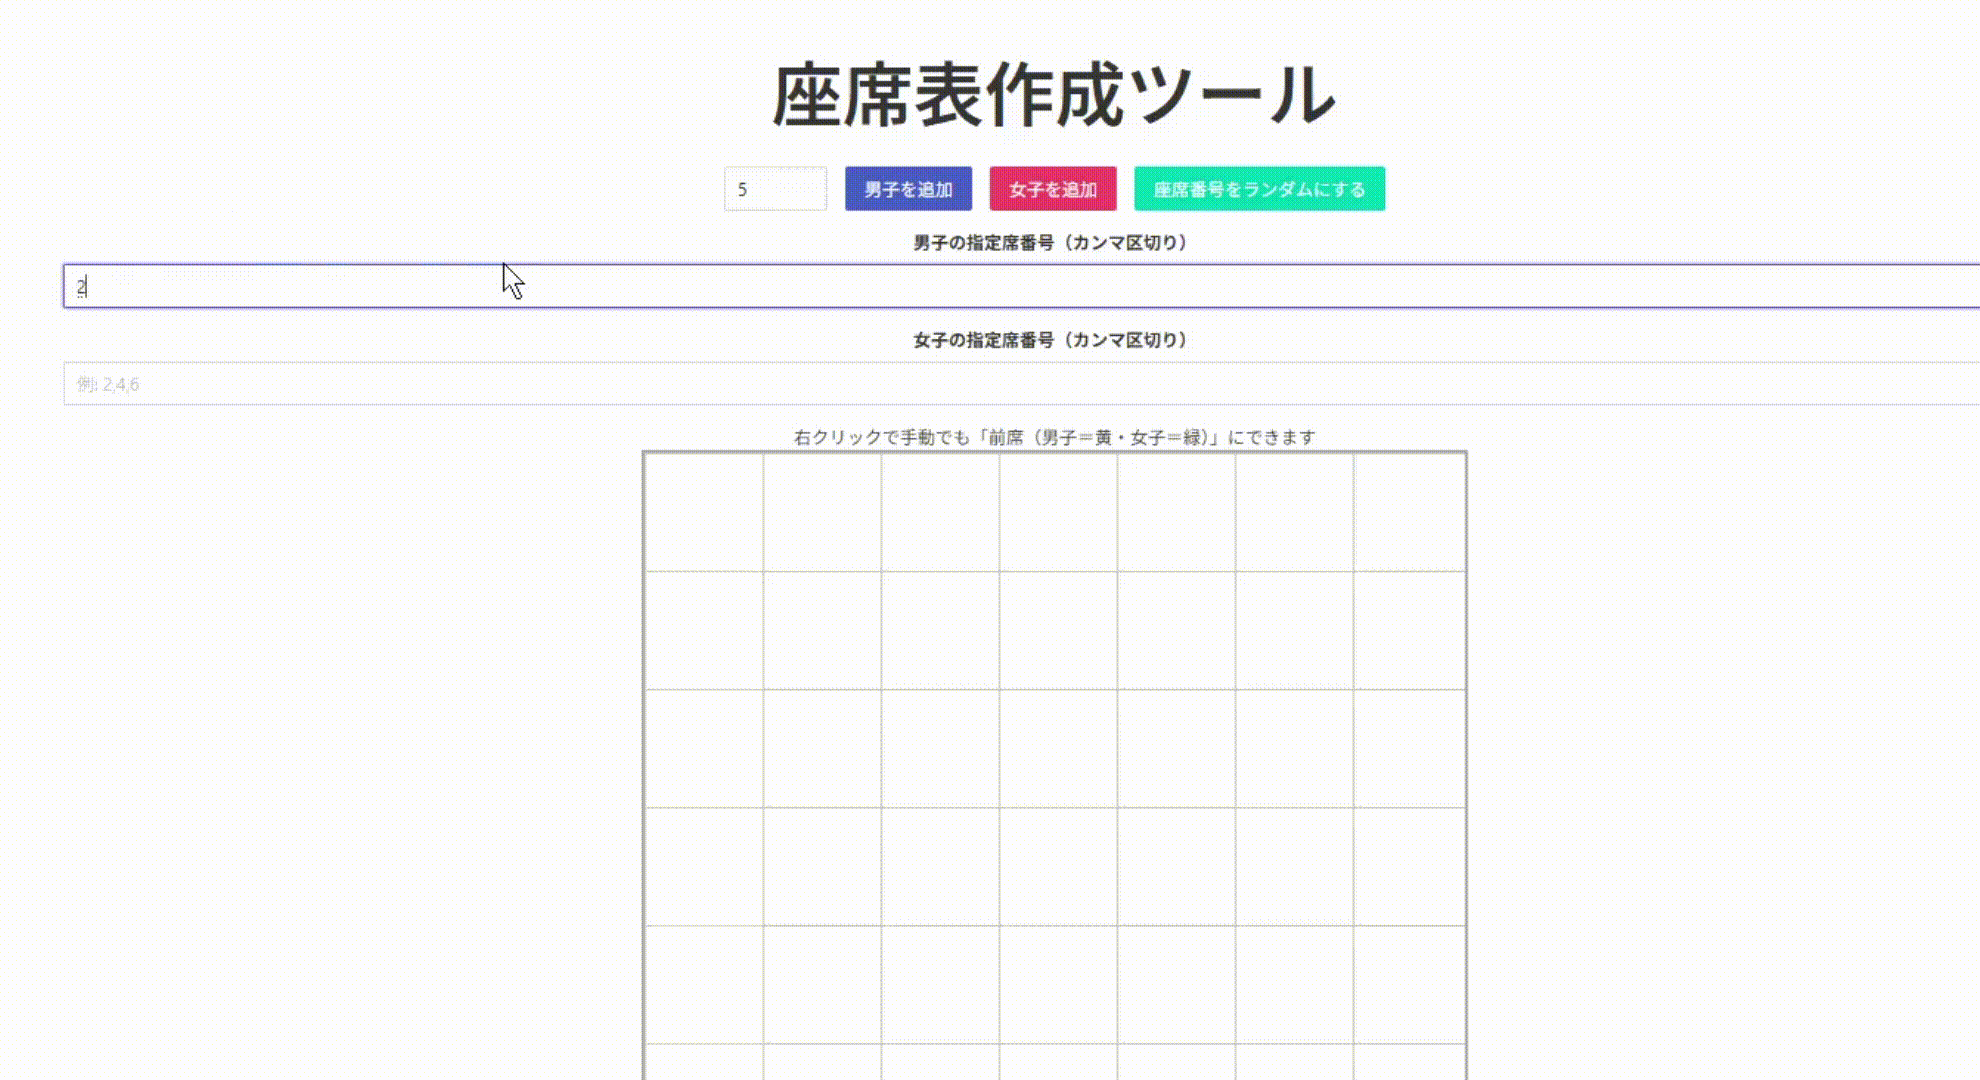 座席表作成ツール
5 男子を追加 女子を追加 座席番号をランダムにする
男子の指定席番号（カンマ区切り）
2
女子の指定席番号（カンマ区切り）
例: 2,4,6
右クリックで手動でも「前席（男子＝黄・女子＝緑）」にできます